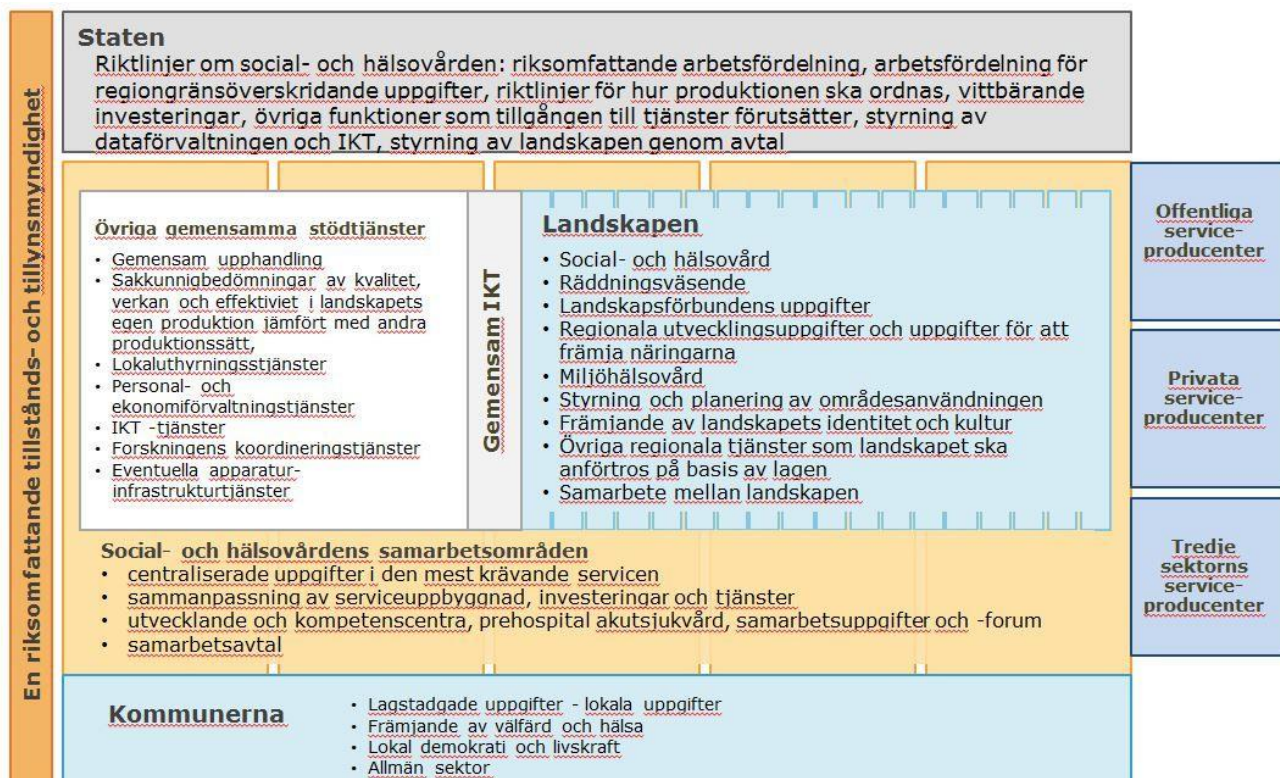 En riksomfattande tillstånds- och tillynsmyndighet
Staten
Riktlinjer om social- och hälsovården: riksomfattande arbetsfördelning, arbetsfördelning för
regiongränsöverskridande uppgifter, riktlinjer för hur produktionen ska ordnas, vittbärande
investeringar, övriga funktioner som tillgången till tjänster förutsätter, styrning av
dataförvaltningen och IKT, styrning av landskapen genom avtal
Övriga gemensamma stödtjänster
• Gemensam upphandling
• Sakkunnigbedömningar av kvalitet,
verkan och effektiviet i landskapets
egen produktion jämfört med andra
produktionssätt,
• Lokaluthyrningsstjänster
• Personal- och
ekonomiförvaltningstjänster
• IKT -tjänster
• Forskningens koordineringstjänster
• Eventuella apparatur-
infrastrukturtjänster
Gemensam IKT
Landskapen
• Social- och hälsovård
• Räddningsväsende
• Landskapsförbundens uppgifter
• Regionala utvecklingsuppgifter och uppgifter för att
främja näringarna
• Miljöhälsovård
• Styrning och planering av områdesanvändningen
• Främjande av landskapets identitet och kultur
• Övriga regionala tjänster som landskapet ska
anförtros på basis av lagen
• Samarbete mellan landskapen
Social- och hälsovårdens samarbetsområden
• centraliserade uppgifter i den mest krävande servicen
• sammanpassning av serviceuppbyggnad, investeringar och tjänster
• utvecklande och kompetenscentra, prehospital akutsjukvård, samarbetsuppgifter och -forum
• samarbetsavtal
Kommunerna
• Lagstadgade uppgifter - lokala uppgifter
• Främjande av välfärd och hälsa
• Lokal demokrati och livskraft
• Allmän sektor
Offentliga
service-
producenter
Privata
service-
producenter
Tredje
sektorns
service-
producenter